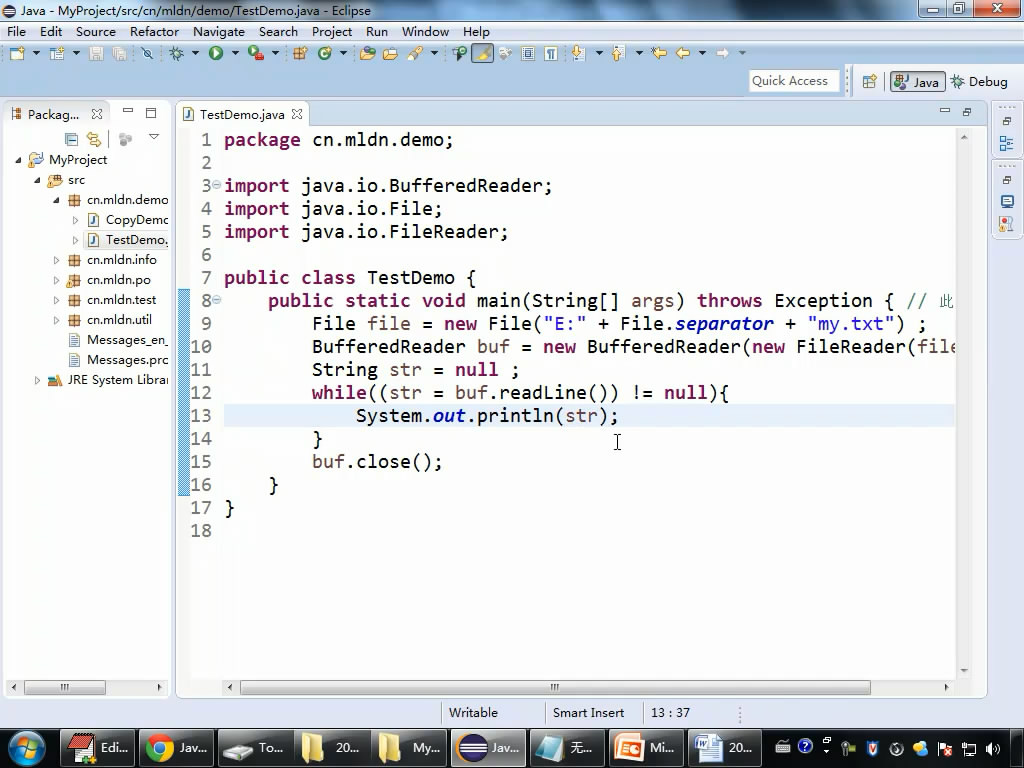 Java - MyProject/src/cn/mldn/demo/TestDemo.java - Eclipse
File Edit Source Refactor Navigate Search Project Run Window Help
Quick Access
Java
Debug
Packag...
MyProject
src
cn.mldn.demo
CopyDemo
TestDemo.
cn.mldn.info
cn.mldn.po
cn.mldn.test
cn.mldn.util
Messages_en_
Messages.prc
JRE System Librar
TestDemo.java
1 package cn.mldn.demo;
2
3 import java.io.BufferedReader;
4 import java.io.File;
5 import java.io.FileReader;
6
7 public class TestDemo {
8 public static void main(String[] args) throws Exception { // 此
9 File file = new File("E:" + File.separator + "my.txt") ;
10 BufferedReader buf = new BufferedReader(new FileReader(file
11 String str = null ;
12 while((str = buf.readLine()) != null){
13 System.out.println(str);
14 }
15 buf.close();
16 }
17 }
18
Writable
Smart Insert
13 : 37
Edi...
Jav...
To...
20...
My...
Jav...
无...
Mi...
20...